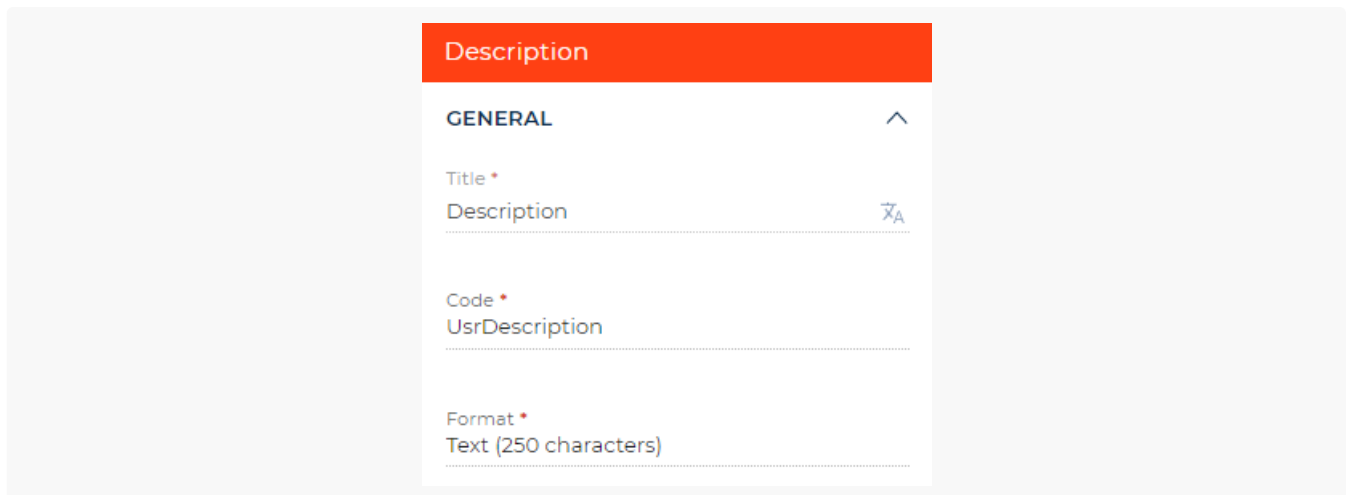 Description
GENERAL
Title *
Description
Code *
UsrDescription
Format *
Text (250 characters)